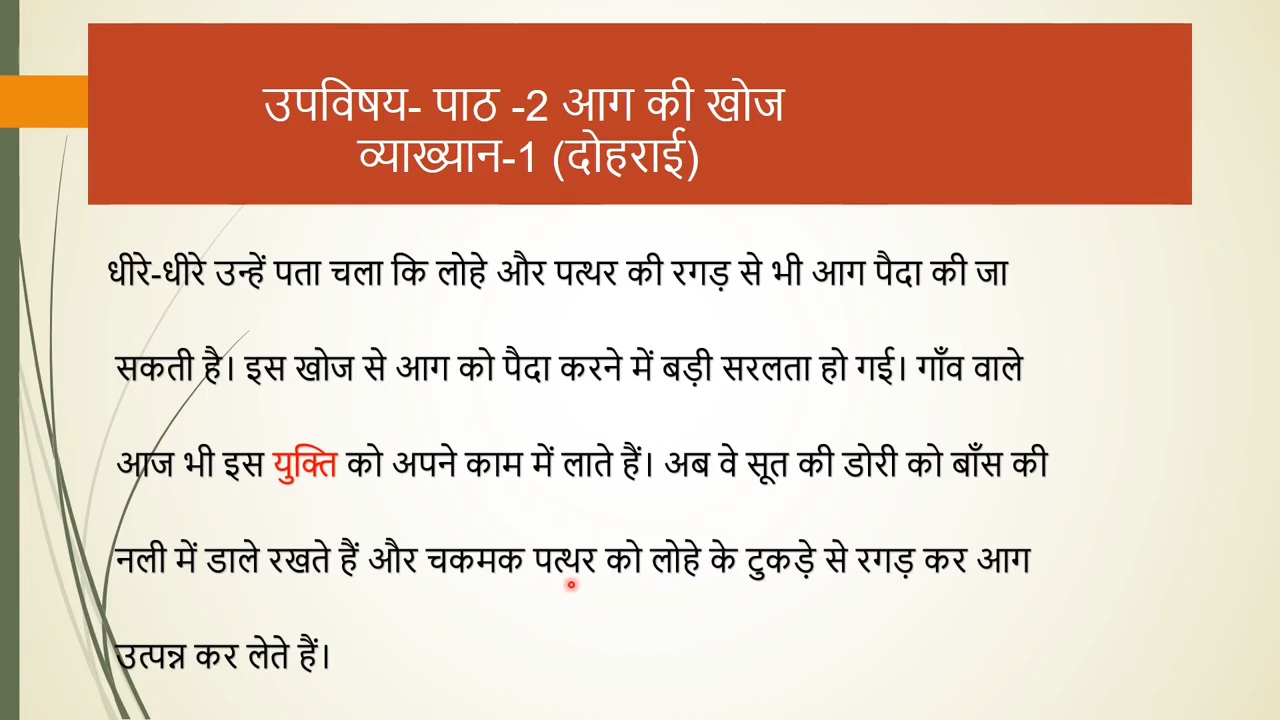 उपविषय- पाठ -2 आग की खोज
व्याख्यान-1 (दोहराई)
धीरे-धीरे उन्हें पता चला कि लोहे और पत्थर की रगड़ से भी आग पैदा की जा
सकती है। इस खोज से आग को पैदा करने में बड़ी सरलता हो गई। गाँव वाले
आज भी इस युक्ति को अपने काम में लाते हैं। अब वे सूत की डोरी को बाँस की
नली में डाले रखते हैं और चकमक पत्थर को लोहे के टुकड़े से रगड़ कर आग
उत्पन्न कर लेते हैं।